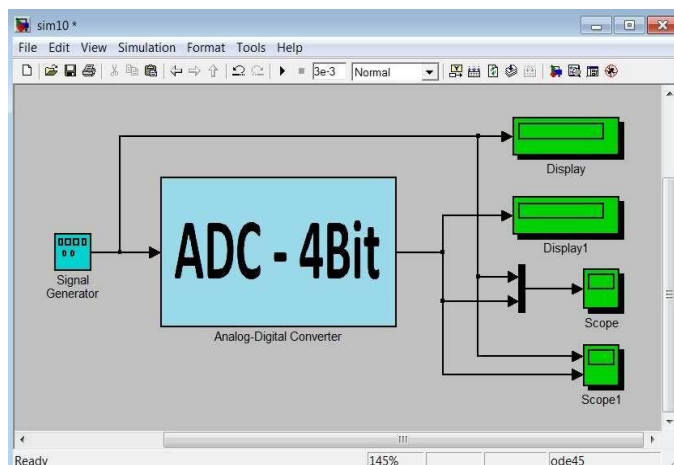 sim10 *
File Edit View Simulation Format Tools Help
3e-3 Normal
Display
ADC - 4Bit
Display1
Signal
Generator
Scope
Analog-Digital Converter
Scope1
Ready 145% ode45